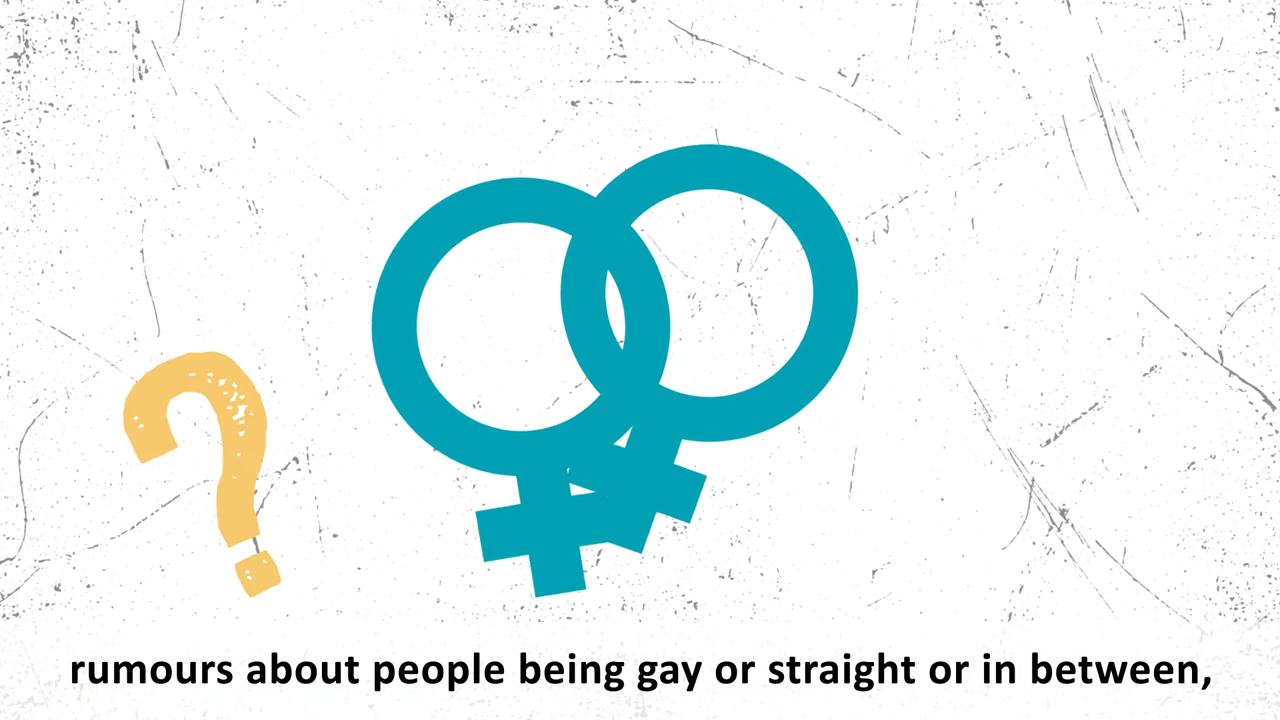 ?
rumours about people being gay or straight or in between,